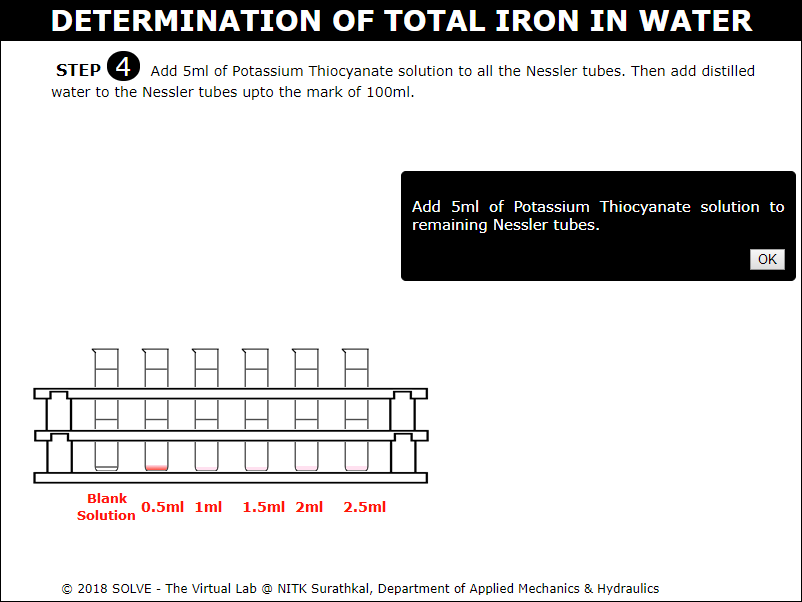 DETERMINATION OF TOTAL IRON IN WATER
STEP 4 Add 5ml of Potassium Thiocyanate solution to all the Nessler tubes. Then add distilled
water to the Nessler tubes upto the mark of 100ml.
Add 5ml of Potassium Thiocyanate solution to
remaining Nessler tubes.
OK
Blank
Solution 0.5ml 1ml 1.5ml 2ml 2.5ml
© 2018 SOLVE - The Virtual Lab @ NITK Surathkal, Department of Applied Mechanics & Hydraulics